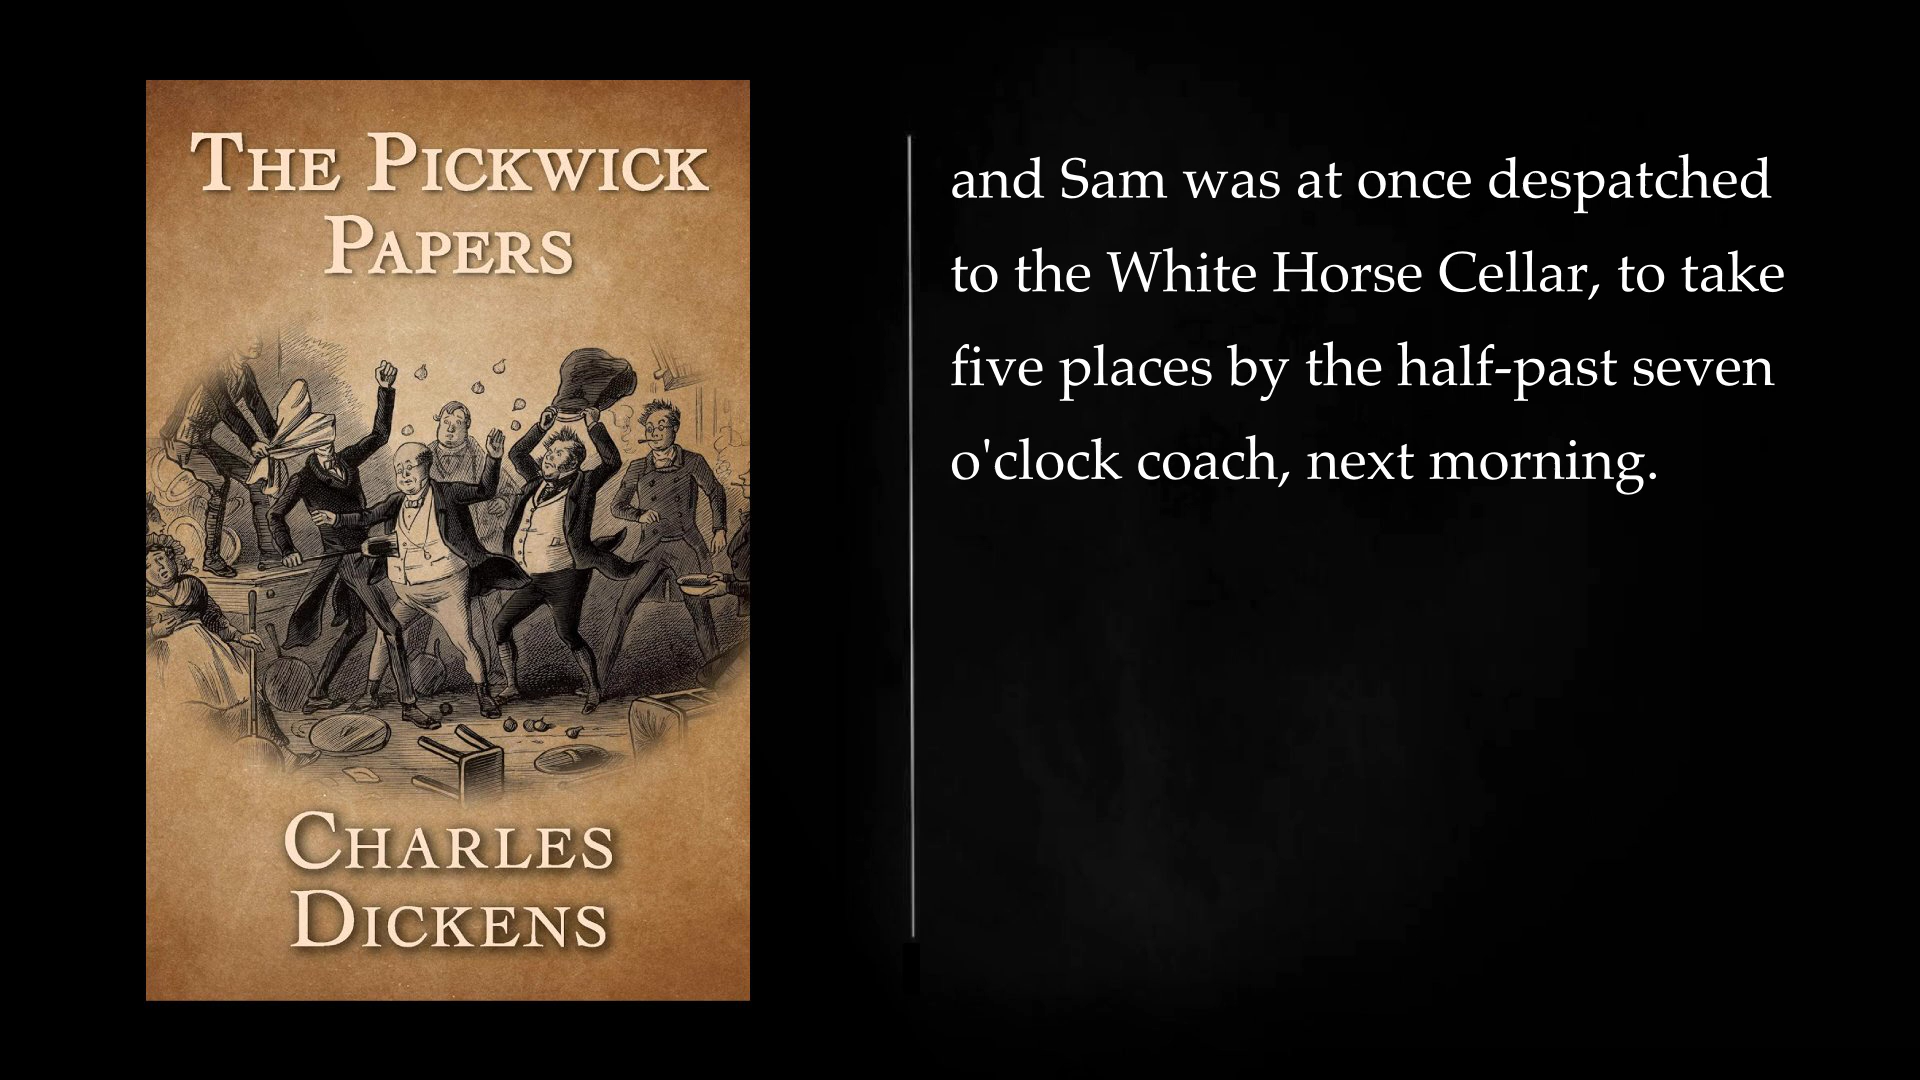 The Pickwick
Papers
Charles
Dickens
and Sam was at once despatched
to the White Horse Cellar, to take
five places by the half-past seven
o'clock coach, next morning.